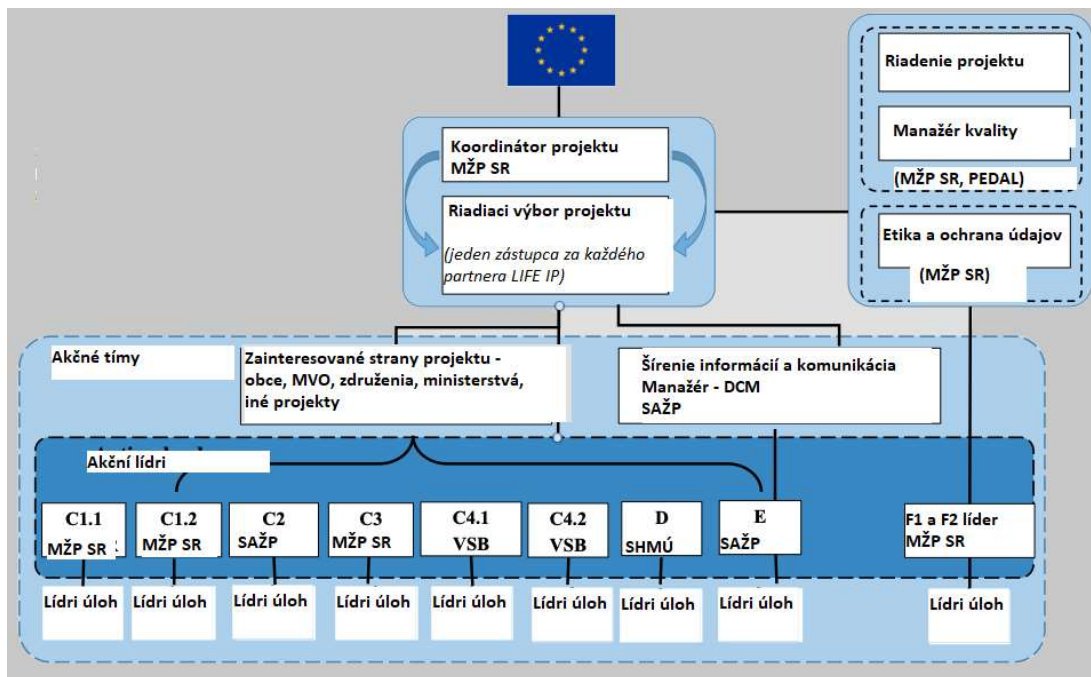 Riadenie projektu
Manažér kvality
(MŽP SR, PEDAL)
Etika a ochrana údajov
(MŽP SR)
Koordinátor projektu
MŽP SR
Riadiaci výbor projektu
(jeden zástupca za každého
partnera LIFE IP)
Akčné tímy
Zainteresované strany projektu -
obce, MVO, združenia, ministerstvá,
iné projekty
Šírenie informácií a komunikácia
Manažér - DCM
SAŽP
Akční lídri
C1.1
MŽP SR
C1.2
MŽP SR
C2
SAŽP
C3
MŽP SR
C4.1
VSB
C4.2
VSB
D
SHMÚ
E
SAŽP
F1 a F2 líder
MŽP SR
Lídri úloh
Lídri úloh
Lídri úloh
Lídri úloh
Lídri úloh
Lídri úloh
Lídri úloh
Lídri úloh
Lídri úloh